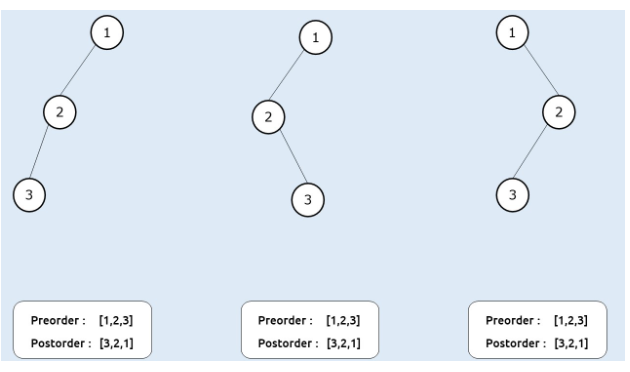 1
2
3
Preorder : [1,2,3]
Postorder : [3,2,1]
1
2
3
Preorder : [1,2,3]
Postorder : [3,2,1]
1
2
3
Preorder : [1,2,3]
Postorder : [3,2,1]